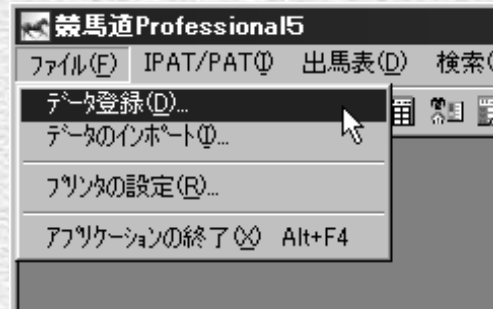 競馬道Professional5
ファイル(F) IPAT/PAT(I) 出馬表(D) 検索(
データ登録(D)...
データのインポート(I)...
プリンタの設定(R)...
アプリケーションの終了(X) Alt+F4